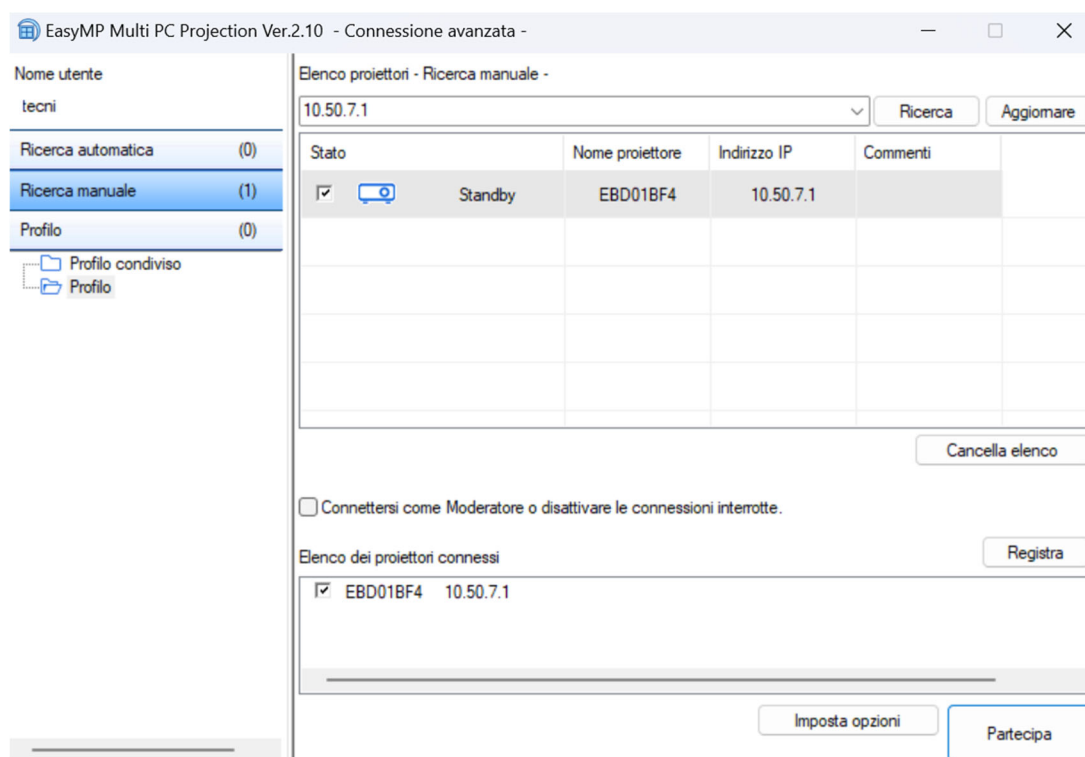 EasyMP Multi PC Projection Ver.2.10 - Connessione avanzata -
Nome utente
tecni
Ricerca automatica (0)
Ricerca manuale (1)
Profilo (0)
Profilo condiviso
Profilo
Elenco proiettori - Ricerca manuale -
10.50.7.1 Ricerca Aggiornare
Stato Nome proiettore Indirizzo IP Commenti
Standby EBD01BF4 10.50.7.1
Cancella elenco
Connettersi come Moderatore o disattivare le connessioni interrotte.
Registra
Elenco dei proiettori connessi
EBD01BF4 10.50.7.1
Imposta opzioni
Partecipa